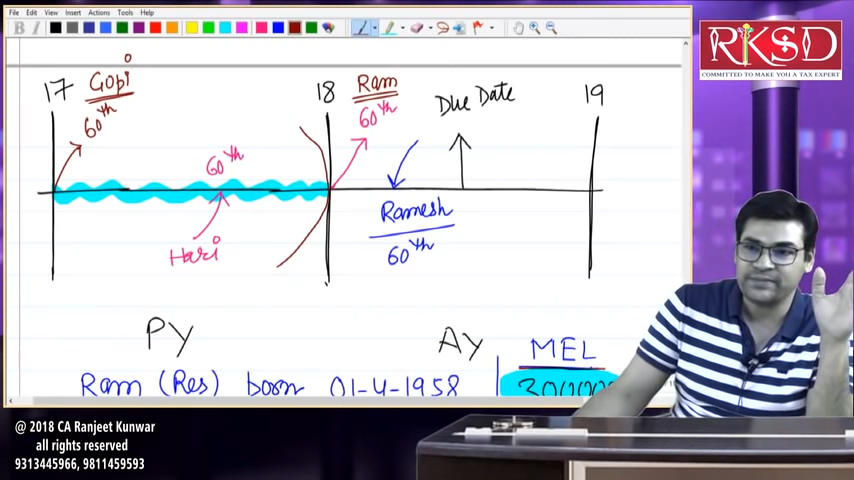 File Edit View Insert Actions Tools Help
B I
RKSD
COMMITTED TO MAKE YOU A TAX EXPERT
17 Gopi 18 Ram Due Date 19
60th 60th
60th
Hari Ramesh
60th
PY AY MEL
Ram (Res) born 01-4-1958 300000
@ 2018 CA Ranjeet Kunwar
all rights reserved
9313445966, 9811459593